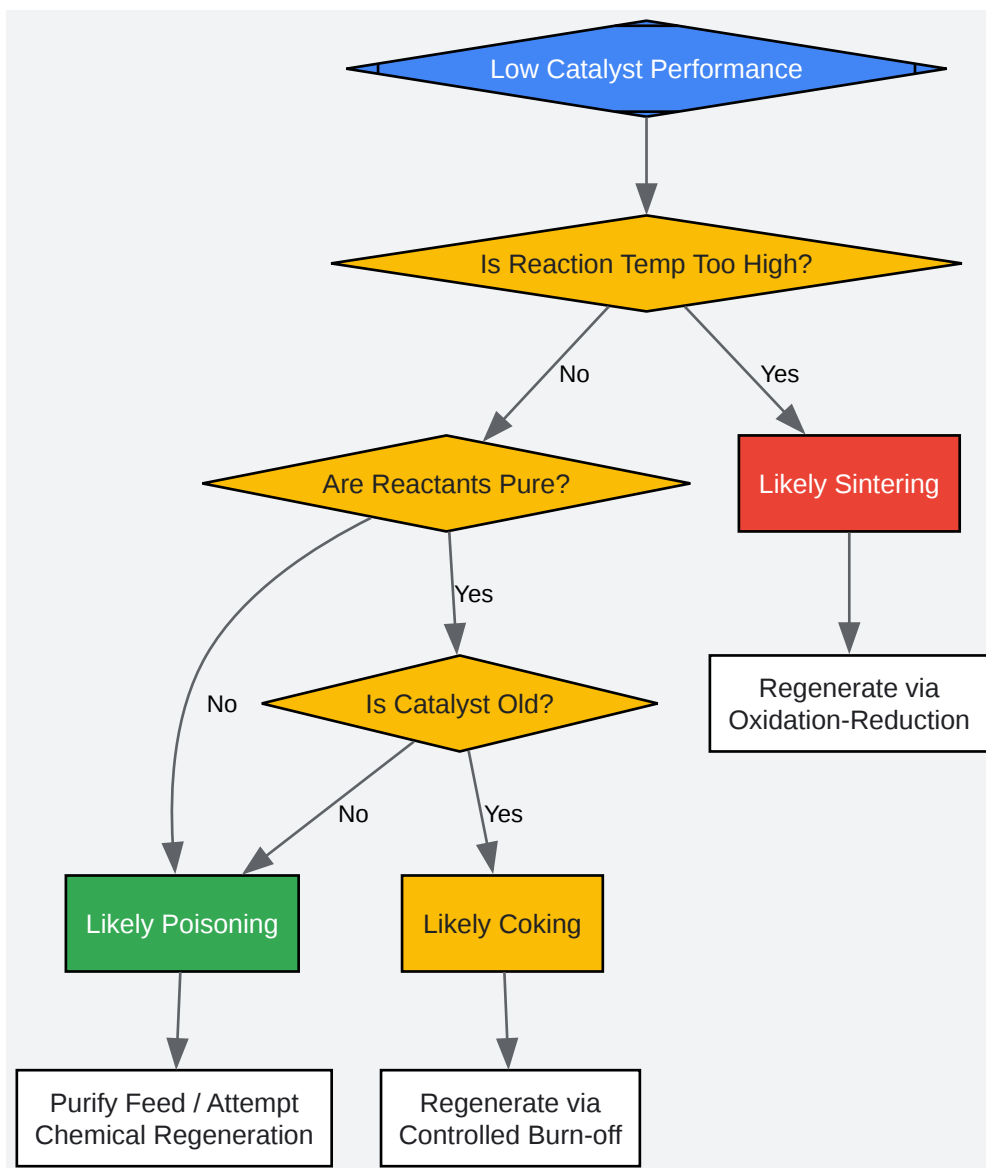 Low Catalyst Performance
Is Reaction Temp Too High?
No
Yes
Are Reactants Pure?
Likely Sintering
Yes
No
Is Catalyst Old?
Regenerate via
Oxidation-Reduction
No
Yes
Likely Poisoning
Likely Coking
Purify Feed / Attempt
Chemical Regeneration
Regenerate via
Controlled Burn-off